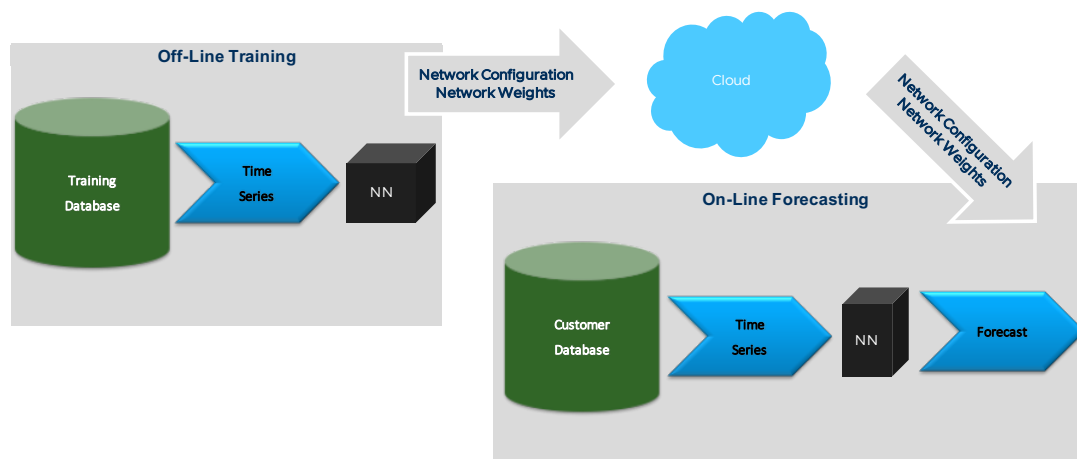 Off-Line Training
Training
Database
Time
Series
NN
Network Configuration
Network Weights
Cloud
Network Configuration
Network Weights
On-Line Forecasting
Customer
Database
Time
Series
NN
Forecast